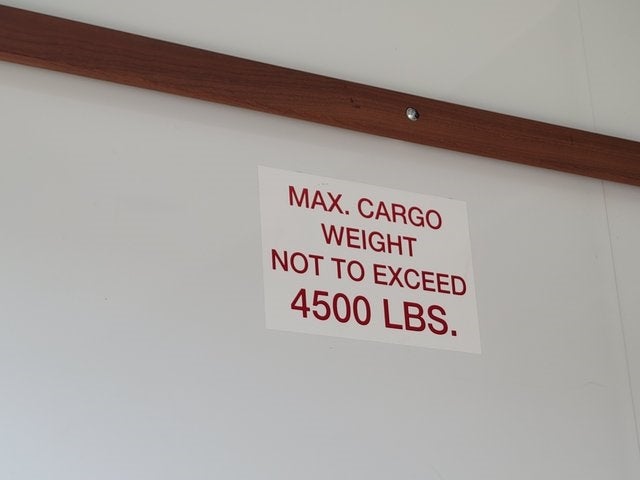 MAX. CARGO
WEIGHT
NOT TO EXCEED
4500 LBS.